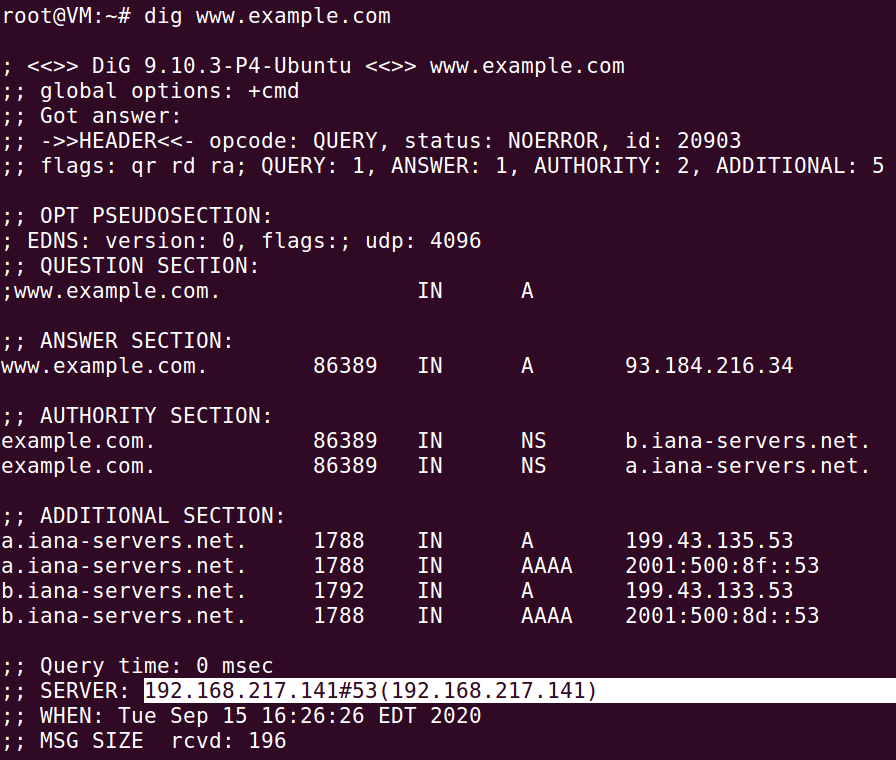 root@VM:~# dig www.example.com
; <<>> DiG 9.10.3-P4-Ubuntu <<>> www.example.com
;; global options: +cmd
;; Got answer:
;; ->>HEADER<<- opcode: QUERY, status: NOERROR, id: 20903
;; flags: qr rd ra; QUERY: 1, ANSWER: 1, AUTHORITY: 2, ADDITIONAL: 5
;; OPT PSEUDOSECTION:
; EDNS: version: 0, flags:; udp: 4096
;; QUESTION SECTION:
;www.example.com. IN A
;; ANSWER SECTION:
www.example.com. 86389 IN A 93.184.216.34
;; AUTHORITY SECTION:
example.com. 86389 IN NS b.iana-servers.net.
example.com. 86389 IN NS a.iana-servers.net.
;; ADDITIONAL SECTION:
a.iana-servers.net. 1788 IN A 199.43.135.53
a.iana-servers.net. 1788 IN AAAA 2001:500:8f::53
b.iana-servers.net. 1792 IN A 199.43.133.53
b.iana-servers.net. 1788 IN AAAA 2001:500:8d::53
;; Query time: 0 msec
;; SERVER: 192.168.217.141#53(192.168.217.141)
;; WHEN: Tue Sep 15 16:26:26 EDT 2020
;; MSG SIZE rcvd: 196